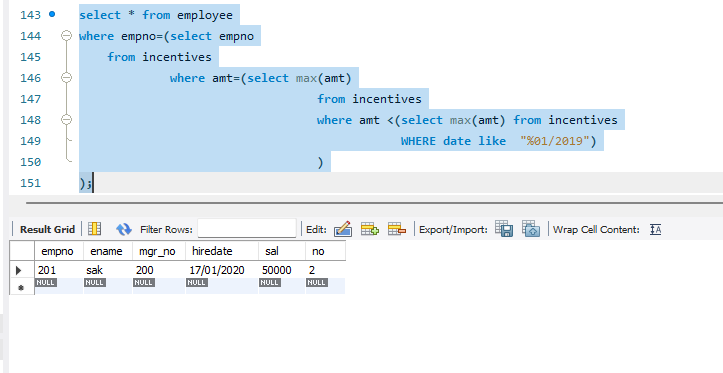 143 select * from employee
144 where empno=(select empno
145 from incentives
146 where amt=(select max(amt)
147 from incentives
148 where amt <(select max(amt) from incentives
149 WHERE date like "%01/2019")
150 )
151 );
Result Grid Filter Rows: Edit: Export/Import: Wrap Cell Content:
empno ename mgr_no hiredate sal no
201 sak 200 17/01/2020 50000 2
NULL NULL NULL NULL NULL NULL